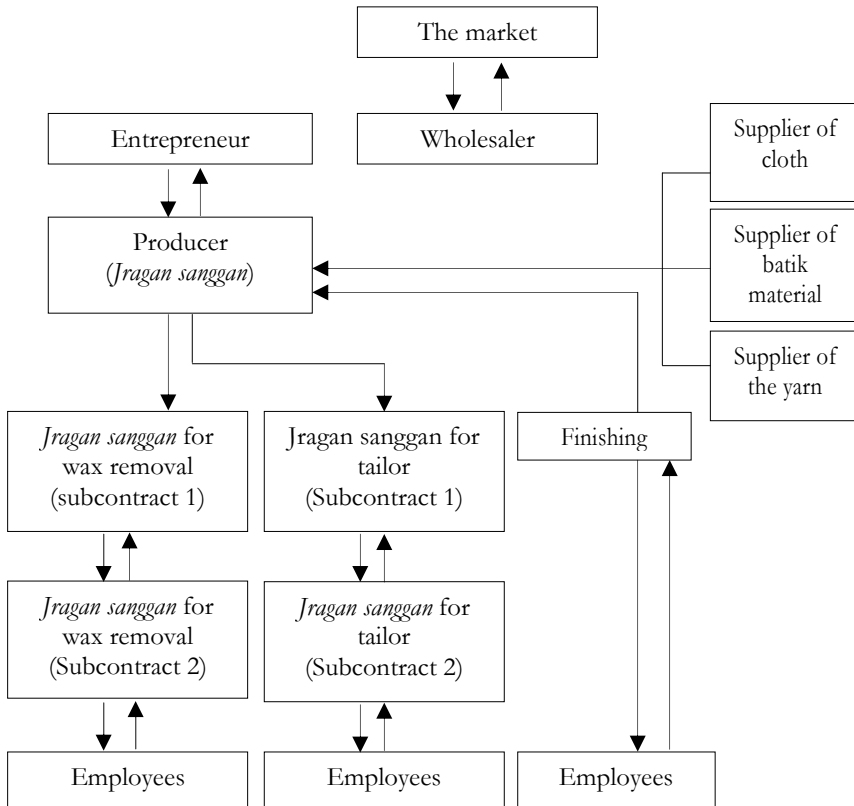 The market
Entrepreneur
Wholesaler
Supplier of
cloth
Producer
(Jragan sanggan)
Supplier of
batik
material
Supplier of
the yarn
Jragan sanggan for
wax removal
(subcontract 1)
Jragan sanggan for
tailor
(Subcontract 1)
Finishing
Jragan sanggan for
wax removal
(Subcontract 2)
Jragan sanggan for
tailor
(Subcontract 2)
Employees
Employees
Employees